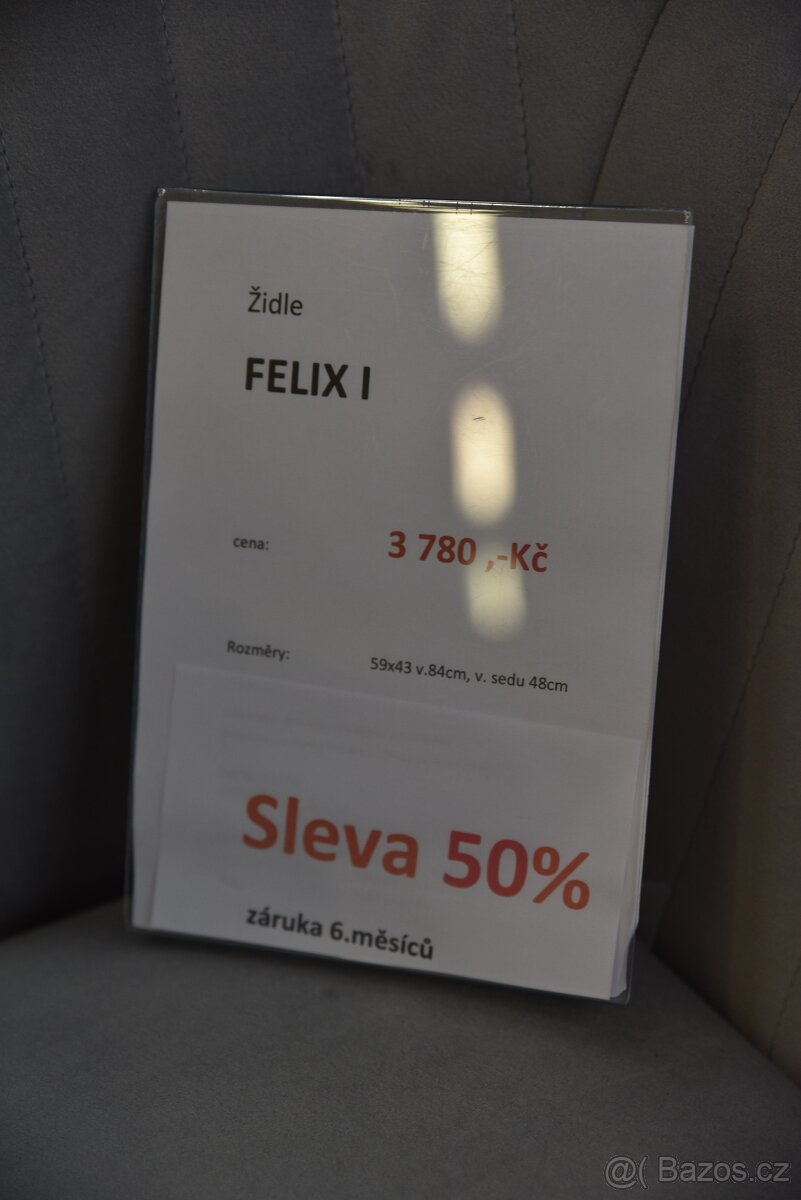 Židle
FELIX I
cena: 3 780 ,-Kč
Rozměry: 59x43 v.84cm, v. sedu 48cm
Sleva 50%
záruka 6.měsíců
@( Bazos.cz